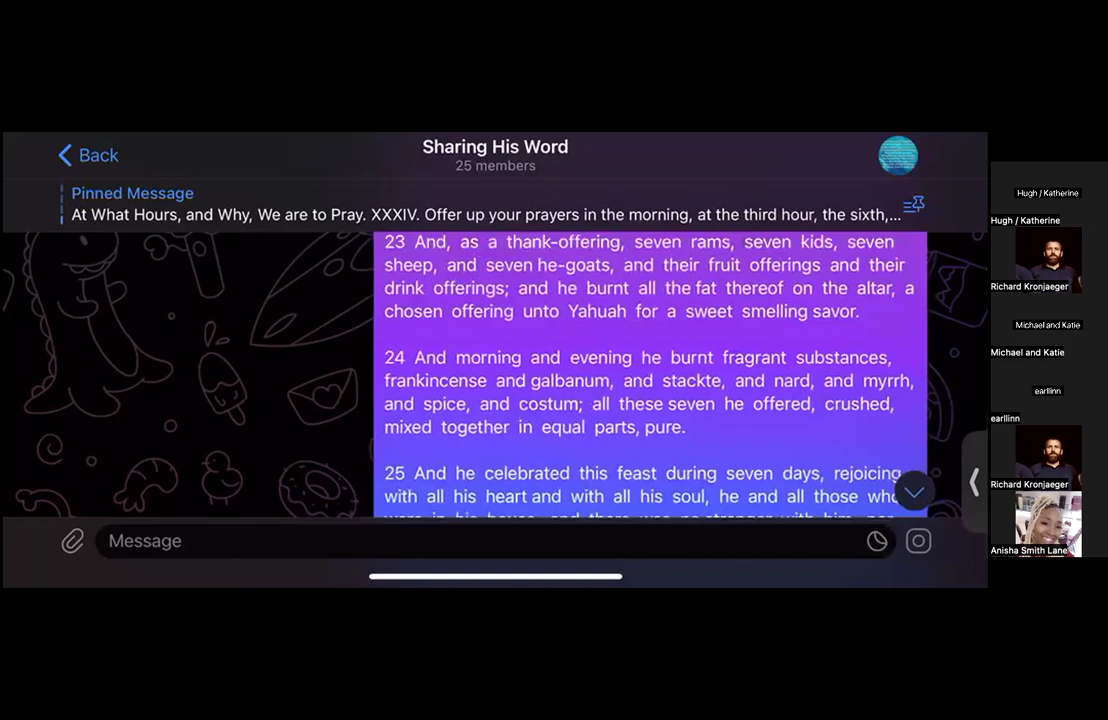 Back
Sharing His Word
25 members
Pinned Message
At What Hours, and Why, We are to Pray. XXXIV. Offer up your prayers in the morning, at the third hour, the sixth,...
23 And, as a thank-offering, seven rams, seven kids, seven
sheep, and seven he-goats, and their fruit offerings and their
drink offerings; and he burnt all the fat thereof on the altar, a
chosen offering unto Yahuah for a sweet smelling savor.
24 And morning and evening he burnt fragrant substances,
frankincense and galbanum, and stackte, and nard, and myrrh,
and spice, and costum; all these seven he offered, crushed,
mixed together in equal parts, pure.
25 And he celebrated this feast during seven days, rejoicing
with all his heart and with all his soul, he and all those who
Message
Hugh / Katherine
Hugh / Katherine
Richard Kronjaeger
Michael and Katie
Michael and Katie
earllinn
earllinn
Richard Kronjaeger
Anisha Smith Lane